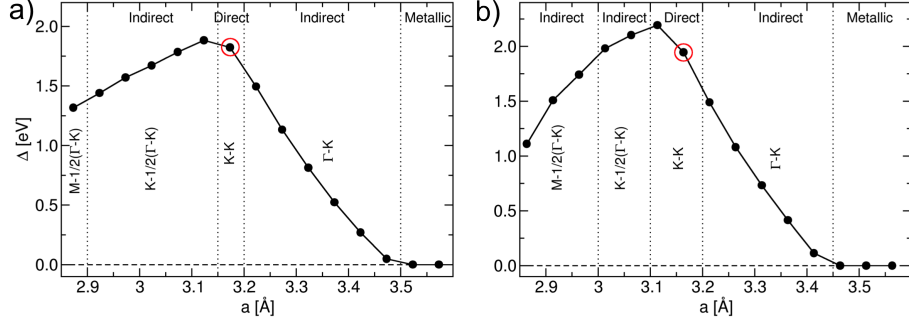 a)
Indirect Direct Indirect Metallic
2.0
1.5
1.0
0.5
0.0
Δ [eV]
M-1/2(Γ-K)
K-1/2(Γ-K)
K-K
Γ-K
2.9 3 3.1 3.2 3.3 3.4 3.5
a [Å]
b)
Indirect Indirect Direct Indirect Metallic
2.0
1.5
1.0
0.5
0.0
M-1/2(Γ-K)
K-1/2(Γ-K)
K-K
Γ-K
2.9 3 3.1 3.2 3.3 3.4 3.5
a [Å]